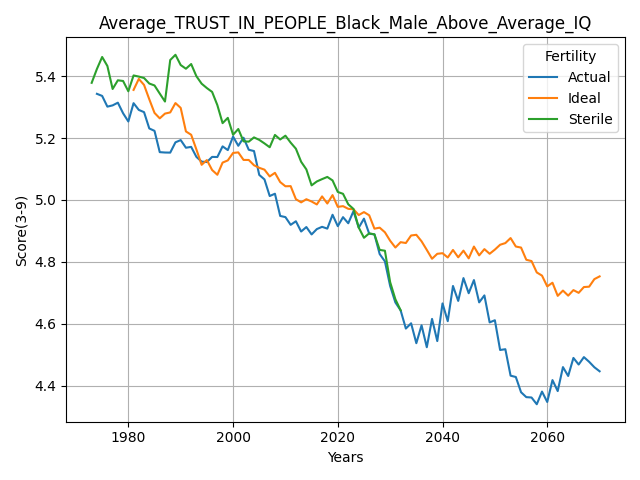 Average_TRUST_IN_PEOPLE_Black_Male_Above_Average_IQ
Fertility
Actual
Ideal
Sterile
Score(3-9)
5.4
5.2
5.0
4.8
4.6
4.4
1980
2000
2020
2040
2060
Years